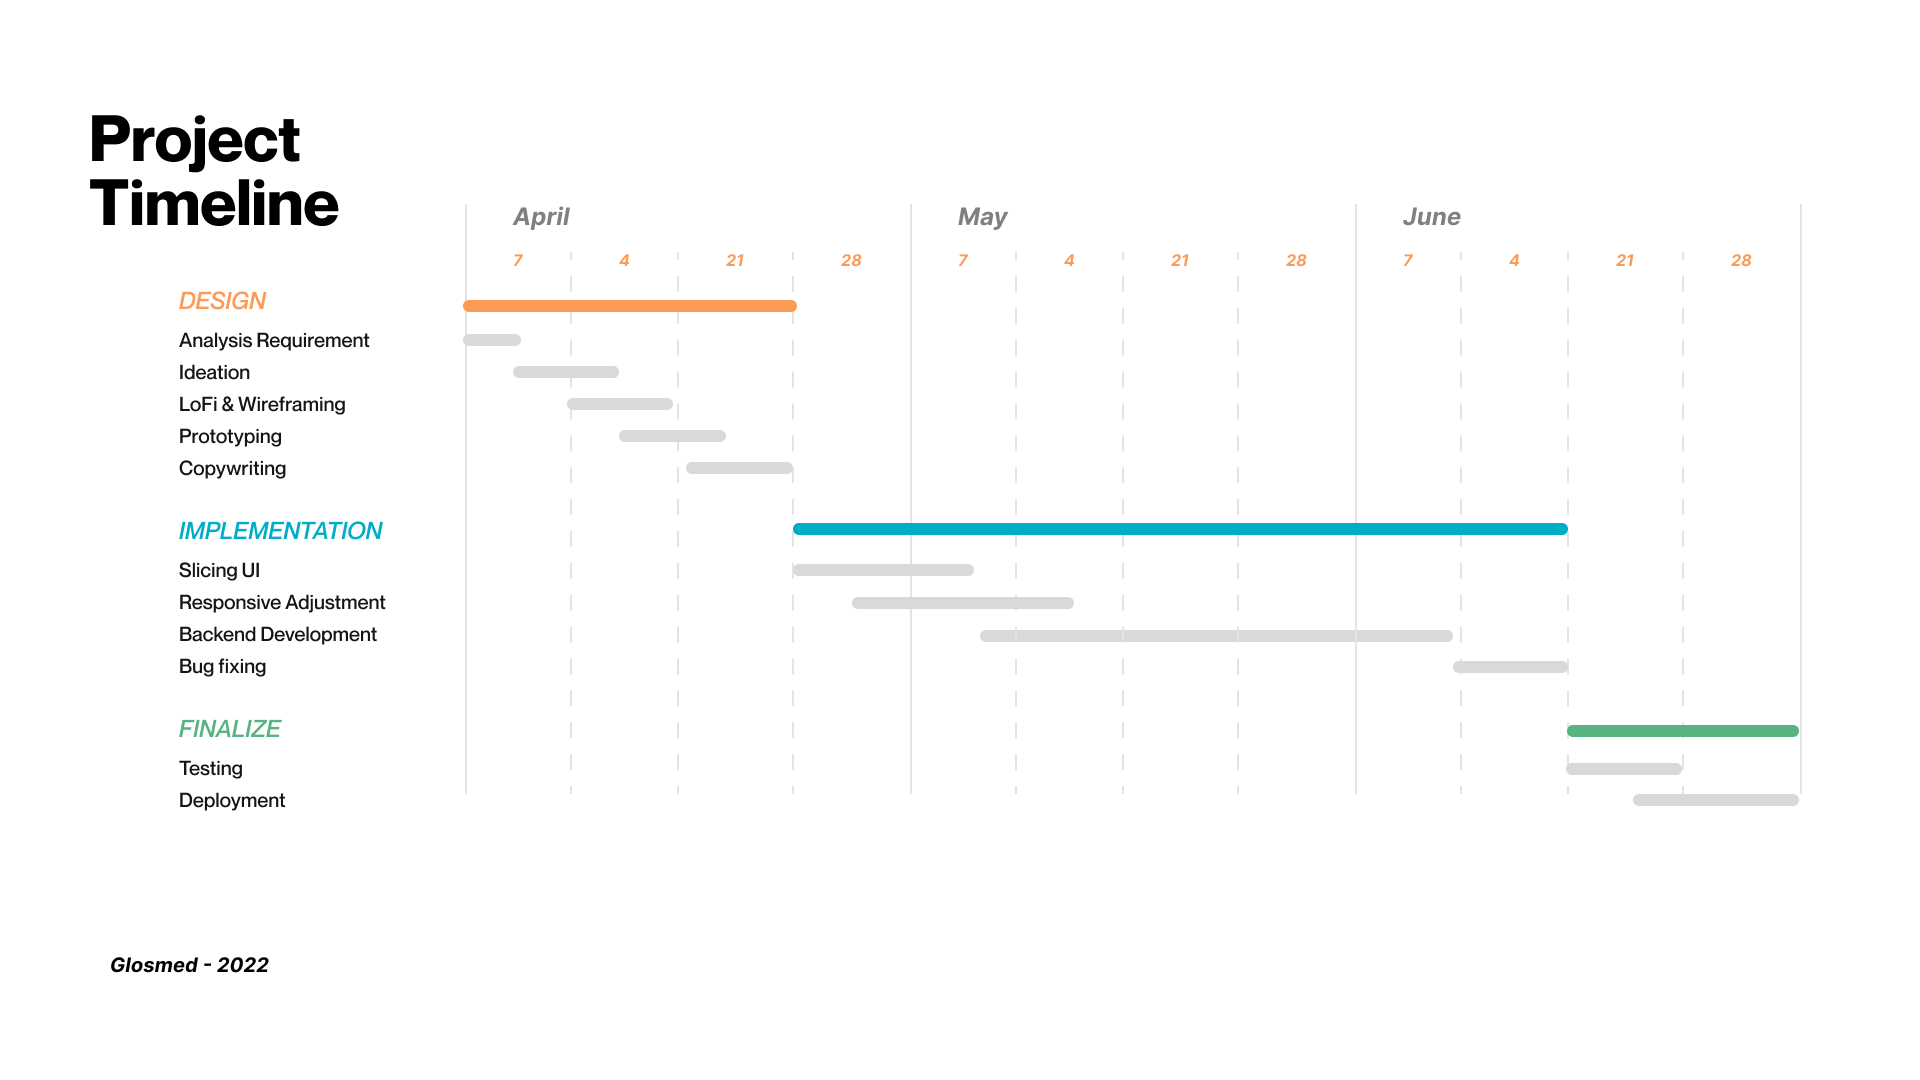 Project
Timeline
April May June
7 4 21 28 7 4 21 28 7 4 21 28
DESIGN
Analysis Requirement
Ideation
LoFi & Wireframing
Prototyping
Copywriting
IMPLEMENTATION
Slicing UI
Responsive Adjustment
Backend Development
Bug fixing
FINALIZE
Testing
Deployment
Glosmed - 2022